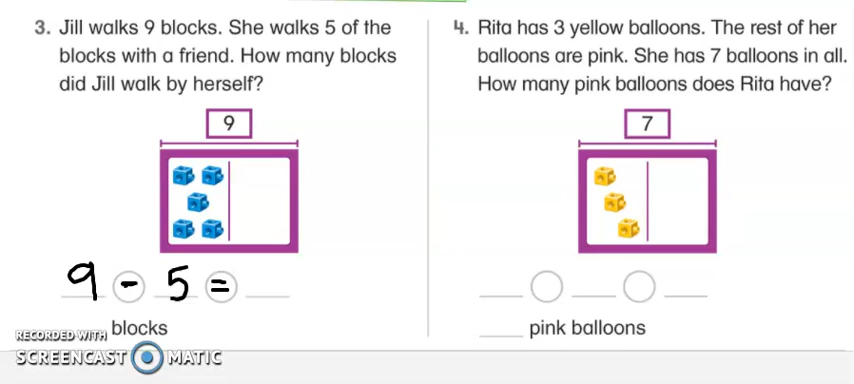 3. Jill walks 9 blocks. She walks 5 of the
blocks with a friend. How many blocks
did Jill walk by herself?
9
9 - 5 =
blocks
4. Rita has 3 yellow balloons. The rest of her
balloons are pink. She has 7 balloons in all.
How many pink balloons does Rita have?
7
pink balloons
RECORDED WITH
SCREENCAST O MATIC